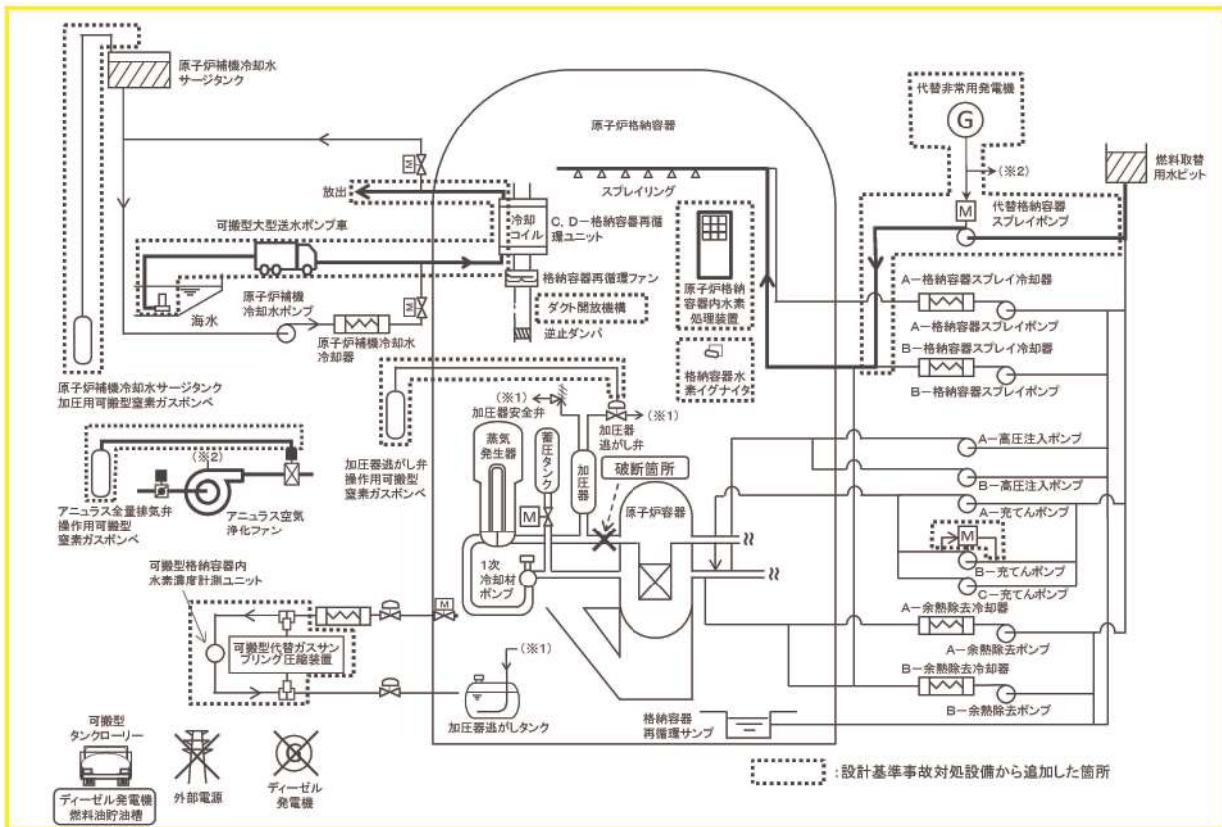 原子炉補機冷却水
サージタンク
放出
M
可搬型大型送水ポンプ車
海水
原子炉補機
冷却水ポンプ
M
原子炉補機冷却水
冷却器
原子炉補機冷却水サージタンク
加圧用可搬型窒素ガスボンベ
原子炉格納容器
スプレイリング
冷却
コイル
C, D－格納容器再循
環ユニット
格納容器再循環ファン
ダクト開放機構
逆止ダンパ
原子炉格納
容器内水素
処理装置
格納容器水
素イグナイタ
代替非常用発電機
G
(※2)
M
代替格納容器
スプレイポンプ
燃料取替
用水ピット
A－格納容器スプレイ冷却器
A－格納容器スプレイポンプ
B－格納容器スプレイ冷却器
B－格納容器スプレイポンプ
(※1)
加圧器安全弁
(※1)
加圧器
逃がし弁
加圧器逃がし弁
操作用可搬型
窒素ガスボンベ
蒸気
発生器
蓄圧タンク
加圧器
破断箇所
原子炉容器
M
1次
冷却材
ポンプ
(※2)
アニュラス全量排気弁
操作用可搬型
窒素ガスボンベ
アニュラス空気
浄化ファン
A－高圧注入ポンプ
B－高圧注入ポンプ
A－充てんポンプ
M
B－充てんポンプ
C－充てんポンプ
A－余熱除去冷却器
A－余熱除去ポンプ
B－余熱除去冷却器
B－余熱除去ポンプ
可搬型格納容器内
水素濃度計測ユニット
M
可搬型代替ガスサン
プリング圧縮装置
(※1)
加圧器逃がしタンク
格納容器
再循環サンプ
可搬型
タンクローリー
ディーゼル発電機
燃料油貯油槽
外部電源
G
ディーゼル
発電機
：設計基準事故対処設備から追加した箇所